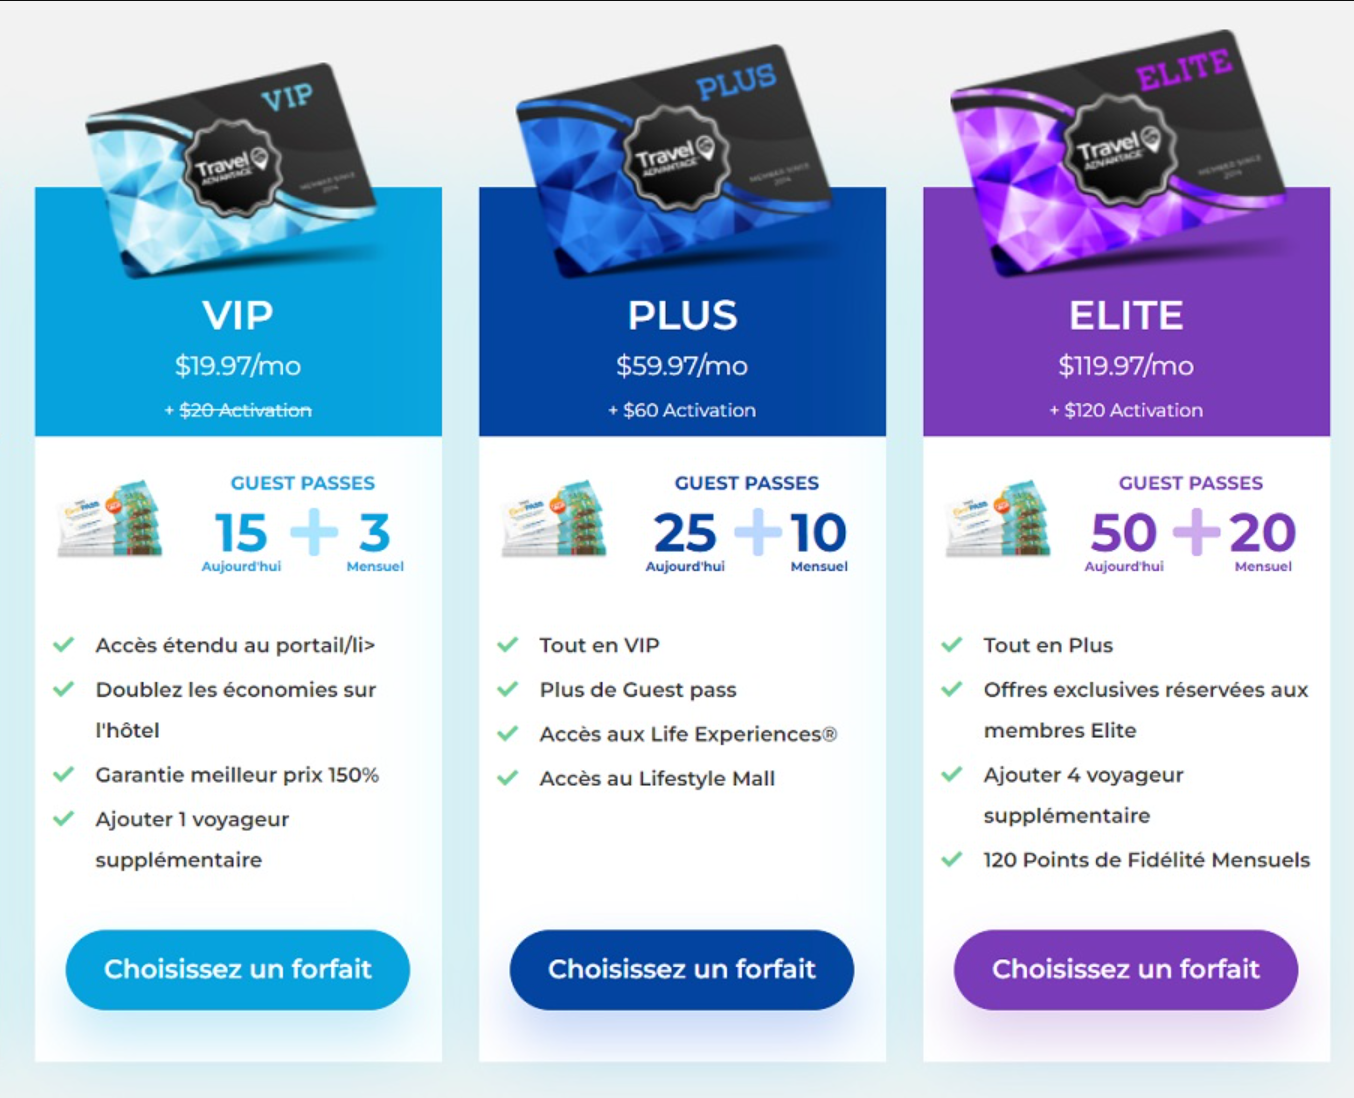 VIP
Travel
ADVANTAGE
MEMBER SINCE
2014
VIP
$19.97/mo
+ $20 Activation
GUEST PASSES
15 + 3
Aujourd'hui Mensuel
Accès étendu au portail/li>
Doublez les économies sur
l'hôtel
Garantie meilleur prix 150%
Ajouter 1 voyageur
supplémentaire
Choisissez un forfait
PLUS
Travel
ADVANTAGE
MEMBER SINCE
2014
PLUS
$59.97/mo
+ $60 Activation
GUEST PASSES
25 + 10
Aujourd'hui Mensuel
Tout en VIP
Plus de Guest pass
Accès aux Life Experiences®
Accès au Lifestyle Mall
Choisissez un forfait
ELITE
Travel
ADVANTAGE
MEMBER SINCE
2014
ELITE
$119.97/mo
+ $120 Activation
GUEST PASSES
50 + 20
Aujourd'hui Mensuel
Tout en Plus
Offres exclusives réservées aux
membres Elite
Ajouter 4 voyageur
supplémentaire
120 Points de Fidélité Mensuels
Choisissez un forfait